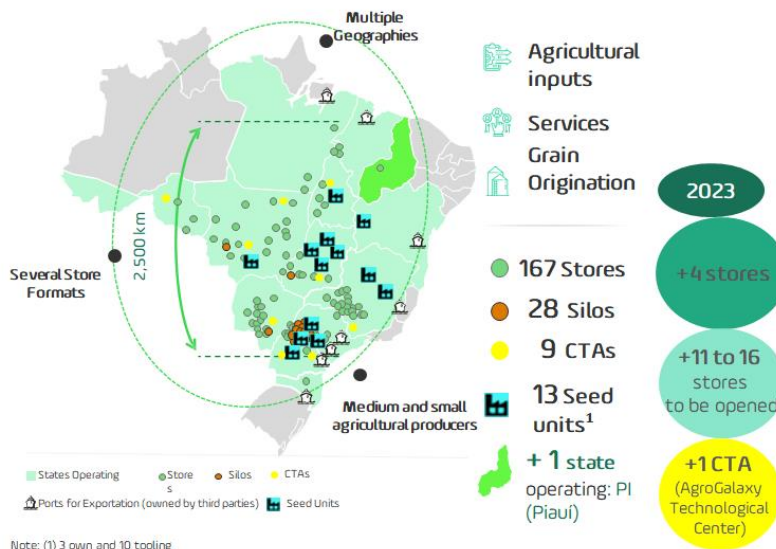 Multiple
Geographies
2,500 km
Several Store
Formats
Medium and small
agricultural producers
States Operating
Store
s
Silos
CTAs
Ports for Exportation (owned by third parties)
Seed Units
Note: (1) 3 own and 10 tolling
Agricultural
inputs
Services
Grain
Origination
167 Stores
28 Silos
9 CTAs
13 Seed
units¹
+ 1 state
operating: PI
(Piauí)
2023
+4 stores
+11 to 16
stores
to be opened
+1 CTA
(AgroGalaxy
Technological
Center)